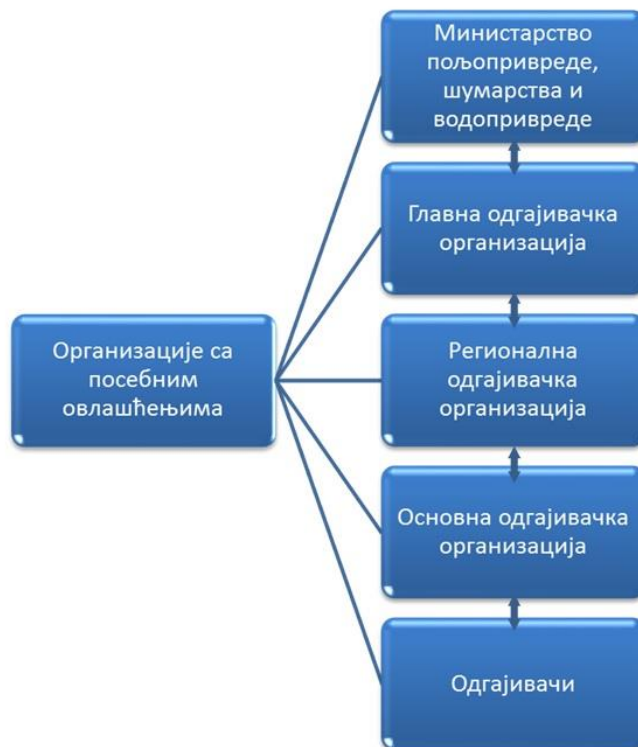 Министарство
пољопривреде,
шумарства и
водопривреде
Главна одгајивачка
организација
Организације са
посебним
овлашћењима
Регионална
одгајивачка
организација
Основна одгајивачка
организација
Одгајивачи